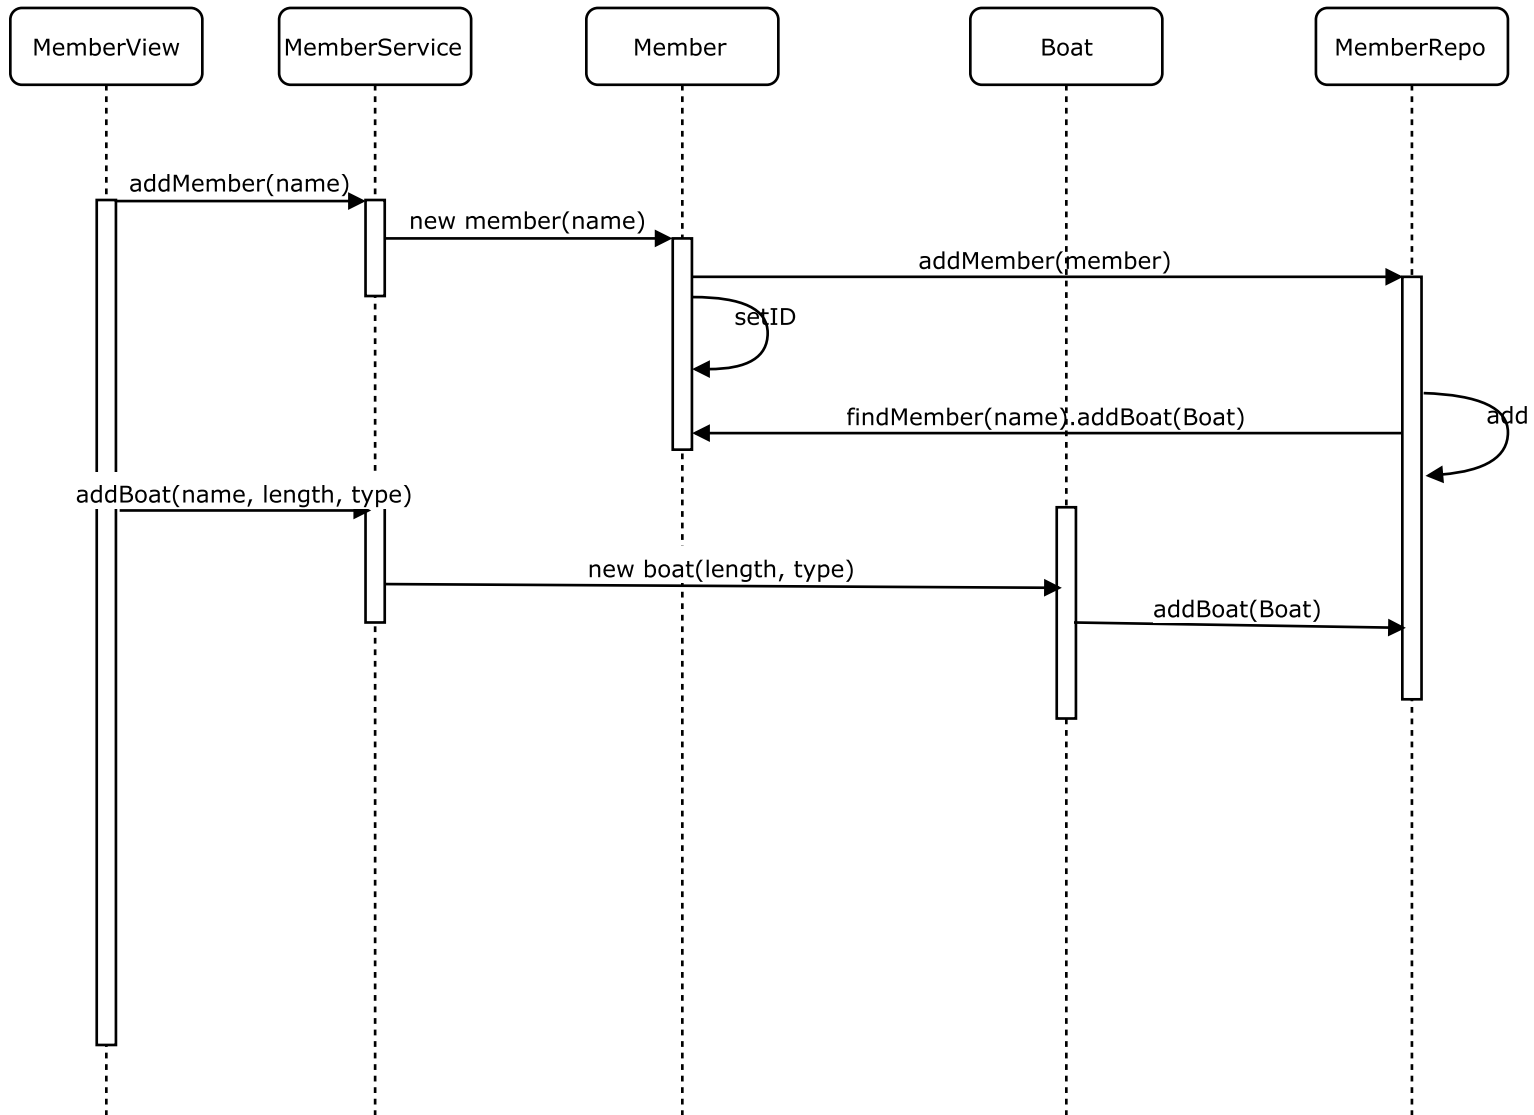 MemberView
MemberService
Member
Boat
MemberRepo
addMember(name)
new member(name)
addMember(member)
setID
findMember(name).addBoat(Boat)
add
addBoat(name, length, type)
new boat(length, type)
addBoat(Boat)